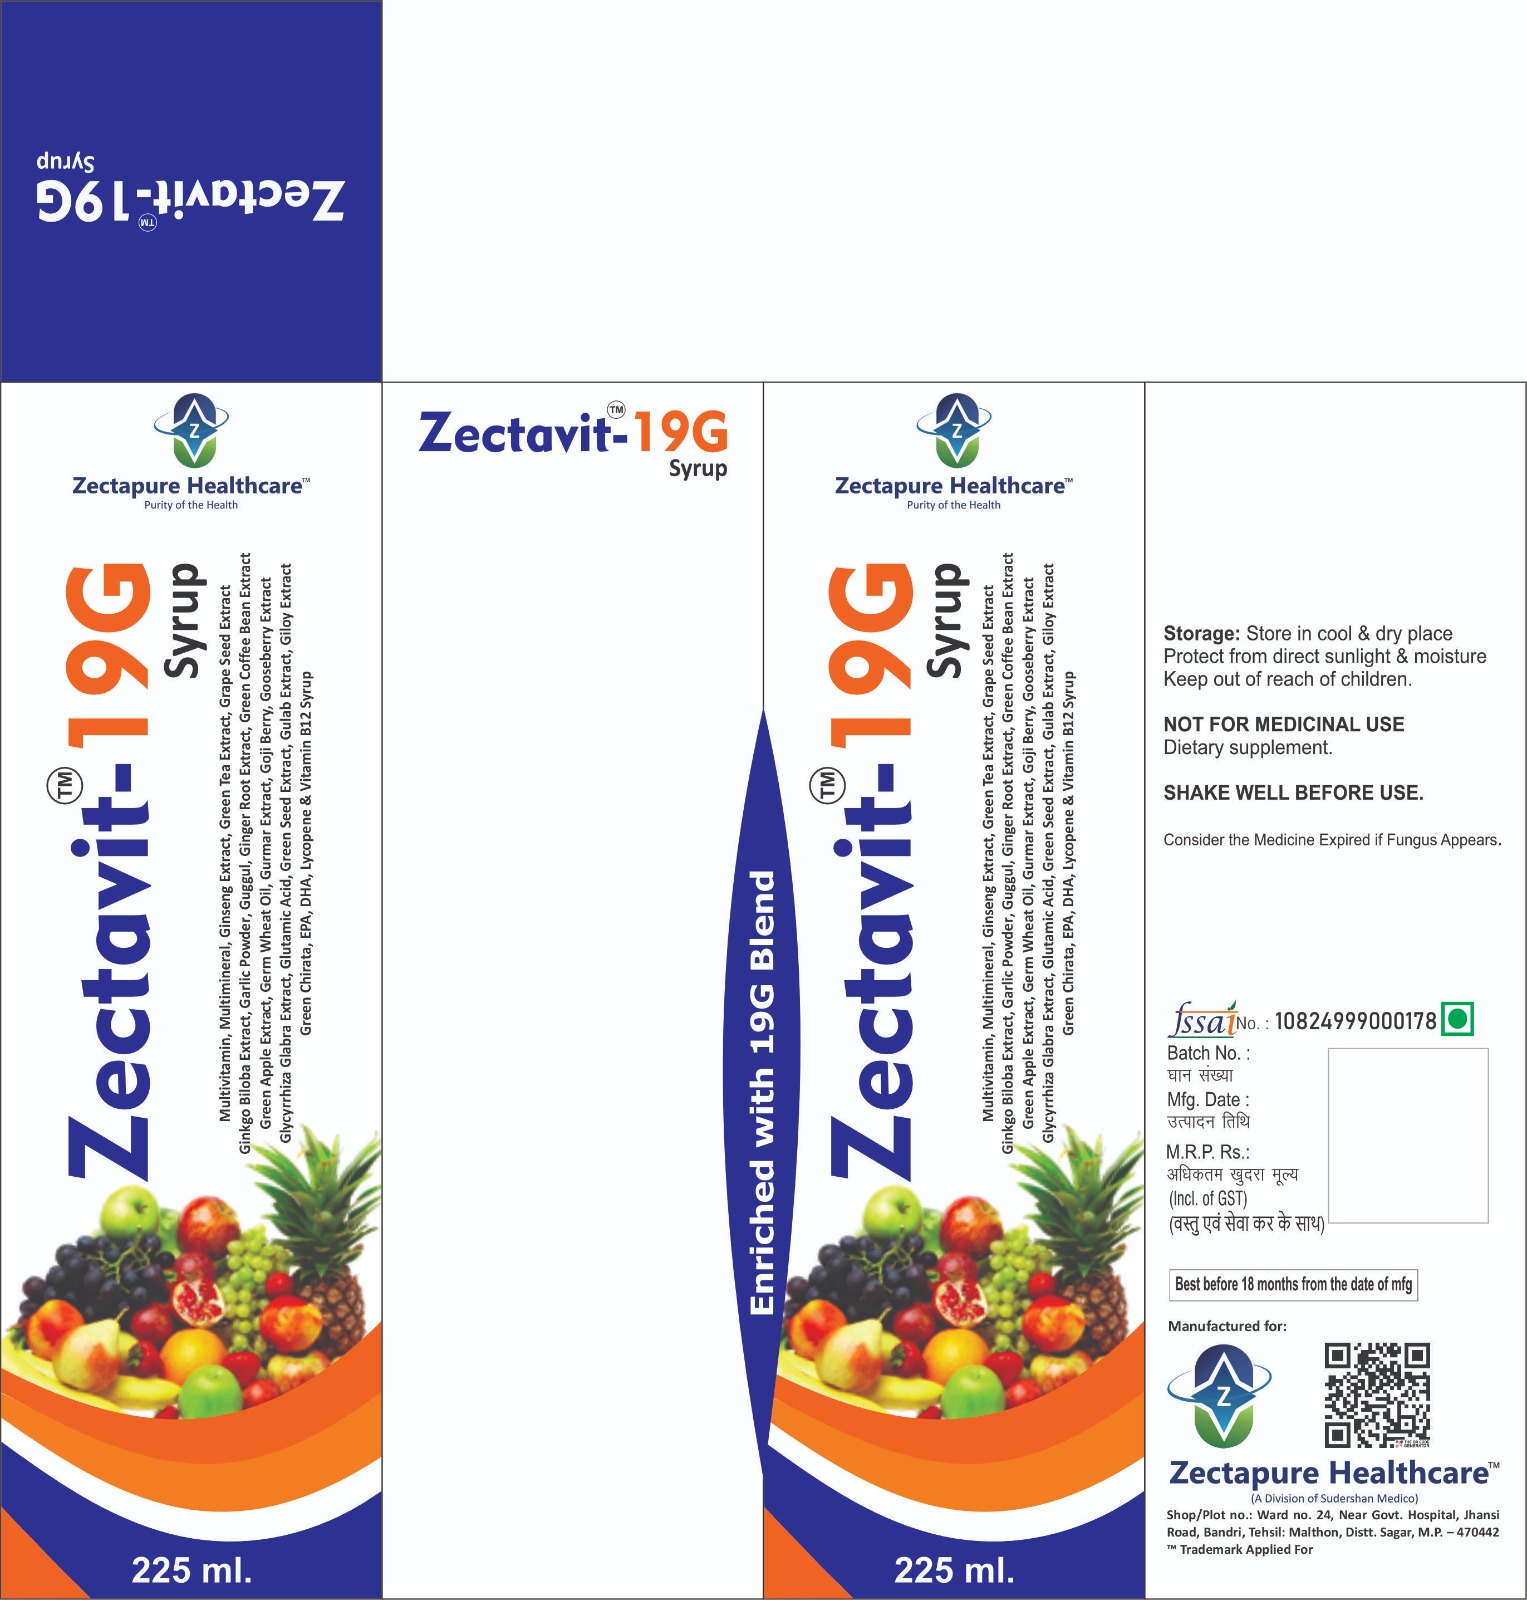 Zectavit-19G
TM
Syrup
Z
Zectapure Healthcare™
Purity of the Health
Zectavit-19G
TM
Syrup
Multivitamin, Multimineral, Ginseng Extract, Green Tea Extract, Grape Seed Extract
Ginkgo Biloba Extract, Garlic Powder, Guggul, Ginger Root Extract, Green Coffee Bean Extract
Green Apple Extract, Germ Wheat Oil, Gurmar Extract, Goji Berry, Gooseberry Extract
Glycyrrhiza Glabra Extract, Glutamic Acid, Green Seed Extract, Gulab Extract, Giloy Extract
Green Chirata, EPA, DHA, Lycopene & Vitamin B12 Syrup
225 ml.
Zectavit-19G
TM
Syrup
Enriched with 19G Blend
Z
Zectapure Healthcare™
Purity of the Health
Zectavit-19G
TM
Syrup
Multivitamin, Multimineral, Ginseng Extract, Green Tea Extract, Grape Seed Extract
Ginkgo Biloba Extract, Garlic Powder, Guggul, Ginger Root Extract, Green Coffee Bean Extract
Green Apple Extract, Germ Wheat Oil, Gurmar Extract, Goji Berry, Gooseberry Extract
Glycyrrhiza Glabra Extract, Glutamic Acid, Green Seed Extract, Gulab Extract, Giloy Extract
Green Chirata, EPA, DHA, Lycopene & Vitamin B12 Syrup
225 ml.
Storage: Store in cool & dry place
Protect from direct sunlight & moisture
Keep out of reach of children.
NOT FOR MEDICINAL USE
Dietary supplement.
SHAKE WELL BEFORE USE.
Consider the Medicine Expired if Fungus Appears.
fssai No. : 10824999000178
Batch No. :
घान संख्या
Mfg. Date :
उत्पादन तिथि
M.R.P. Rs.:
अधिकतम खुदरा मूल्य
(Incl. of GST)
(वस्तु एवं सेवा कर के साथ)
Best before 18 months from the date of mfg
Manufactured for:
Z
Zectapure Healthcare™
(A Division of Sudershan Medico)
Shop/Plot no.: Ward no. 24, Near Govt. Hospital, Jhansi
Road, Bandri, Tehsil: Malthon, Distt. Sagar, M.P. – 470442
™ Trademark Applied For